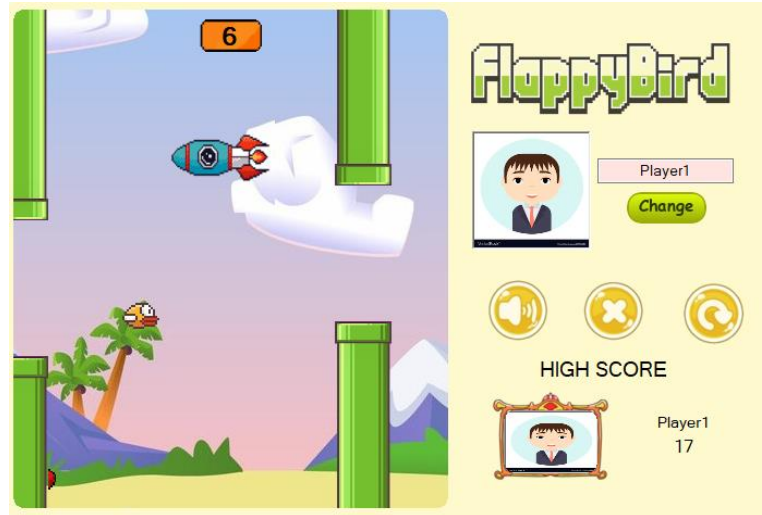 6
FlappyBird
Player1
Change
HIGH SCORE
Player1
17